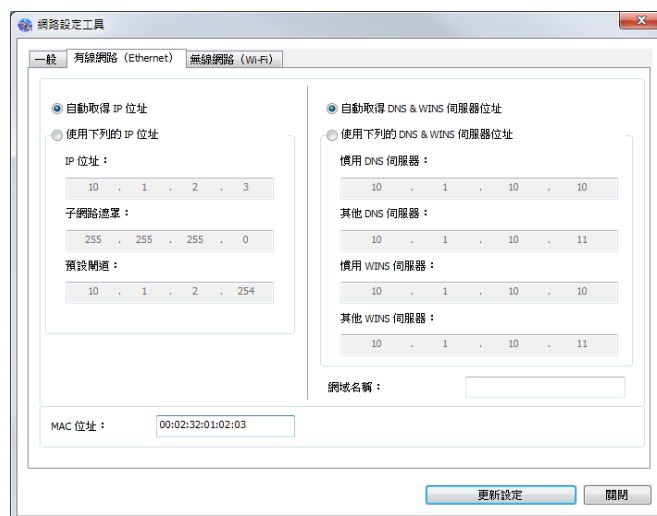 網路設定工具
一般 有線網路（Ethernet） 無線網路（Wi-Fi）
自動取得 IP 位址
使用下列的 IP 位址
IP 位址：
10 . 1 . 2 . 3
子網路遮罩：
255 . 255 . 255 . 0
預設閘道：
10 . 1 . 2 . 254
自動取得 DNS & WINS 伺服器位址
使用下列的 DNS & WINS 伺服器位址
慣用 DNS 伺服器：
10 . 1 . 10 . 10
其他 DNS 伺服器：
10 . 1 . 10 . 11
慣用 WINS 伺服器：
10 . 1 . 10 . 10
其他 WINS 伺服器：
10 . 1 . 10 . 11
網域名稱：
MAC 位址： 00:02:32:01:02:03
更新設定 關閉